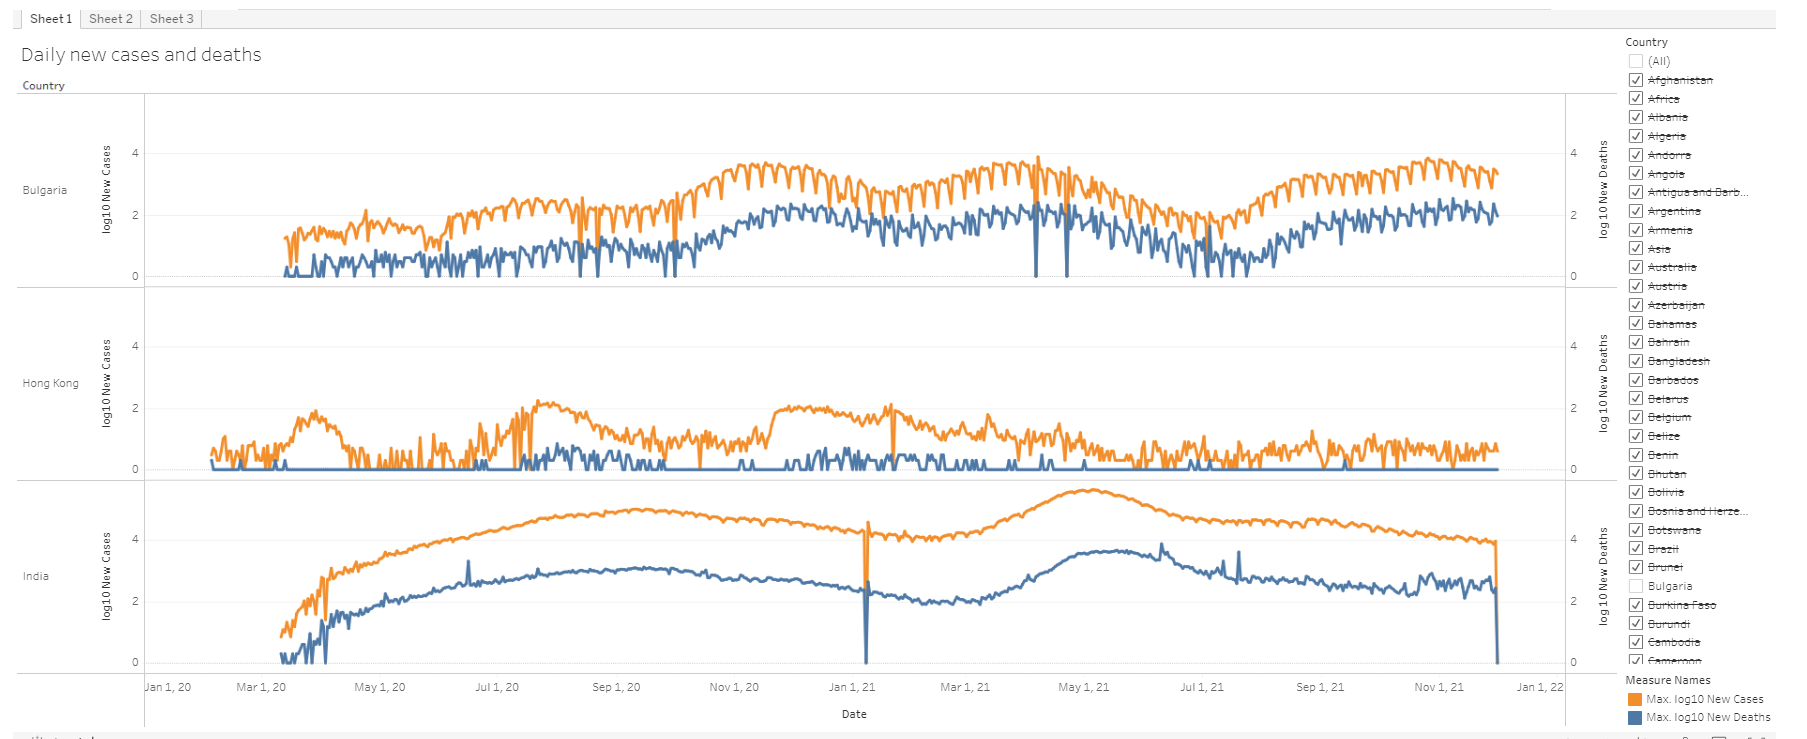 Sheet 1 Sheet 2 Sheet 3
Daily new cases and deaths
Country
Bulgaria
log10 New Cases
4
2
0
4
2
0
log10 New Deaths
Hong Kong
log10 New Cases
4
2
0
4
2
0
log10 New Deaths
India
log10 New Cases
4
2
0
4
2
0
log10 New Deaths
Jan 1, 20 Mar 1, 20 May 1, 20 Jul 1, 20 Sep 1, 20 Nov 1, 20 Jan 1, 21 Mar 1, 21 May 1, 21 Jul 1, 21 Sep 1, 21 Nov 1, 21 Jan 1, 22
Date
Country
(All)
Afghanistan
Africa
Albania
Algeria
Andorra
Angola
Antigua and Barb...
Argentina
Armenia
Asia
Australia
Austria
Azerbaijan
Bahamas
Bahrain
Bangladesh
Barbados
Belarus
Belgium
Belize
Benin
Bhutan
Bolivia
Bosnia and Herze...
Botswana
Brazil
Brunei
Bulgaria
Burkina Faso
Burundi
Cambodia
Cameroon
Measure Names
Max. log10 New Cases
Max. log10 New Deaths